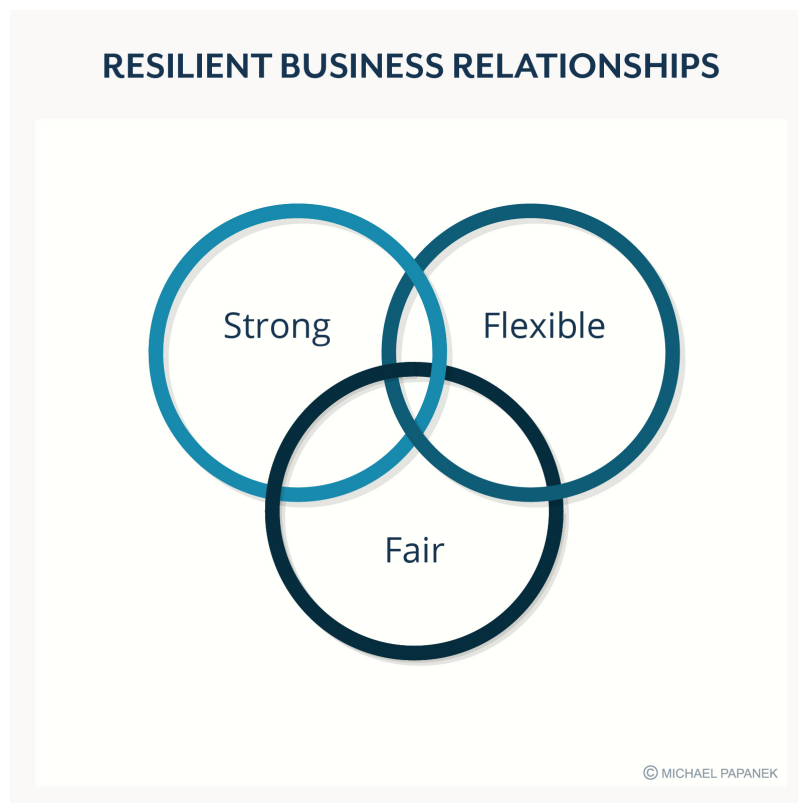 RESILIENT BUSINESS RELATIONSHIPS
Strong
Flexible
Fair
© MICHAEL PAPANEK